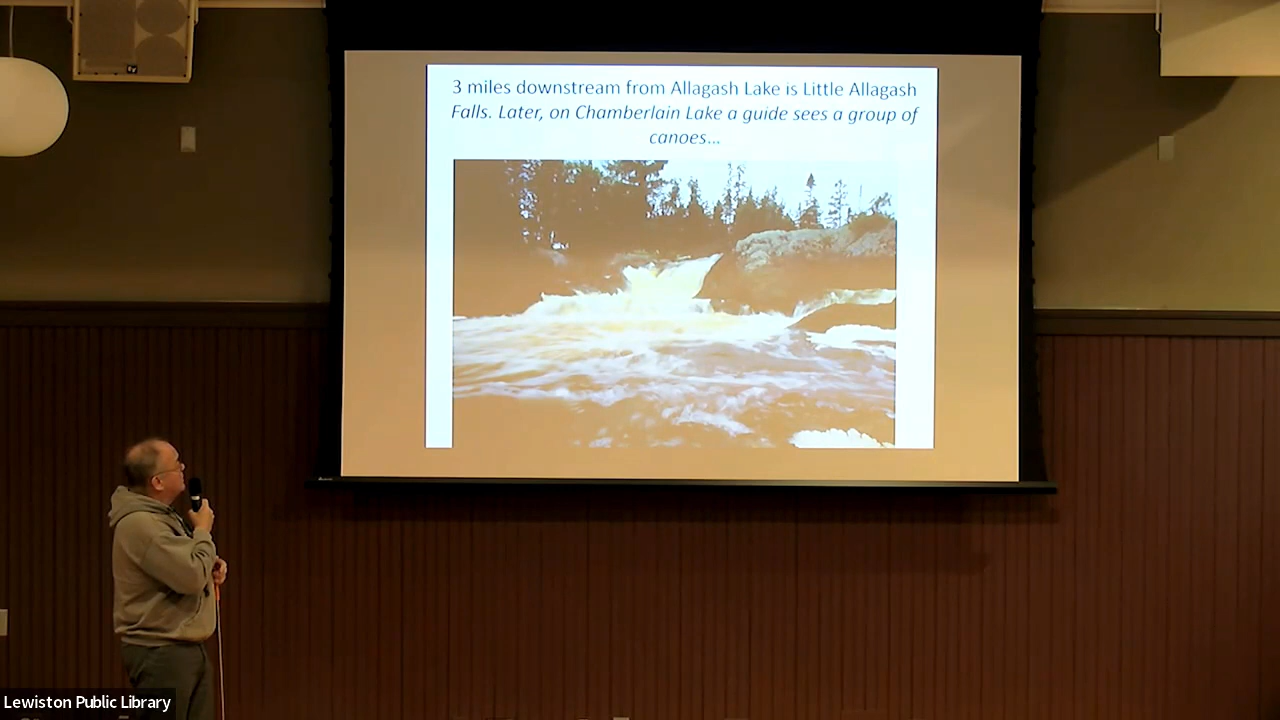 3 miles downstream from Allagash Lake is Little Allagash
Falls. Later, on Chamberlain Lake a guide sees a group of
canoes...
Lewiston Public Library